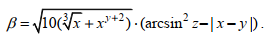 β = √(10(∛x + x^(y+2))) · (arcsin² z − |x − y|).